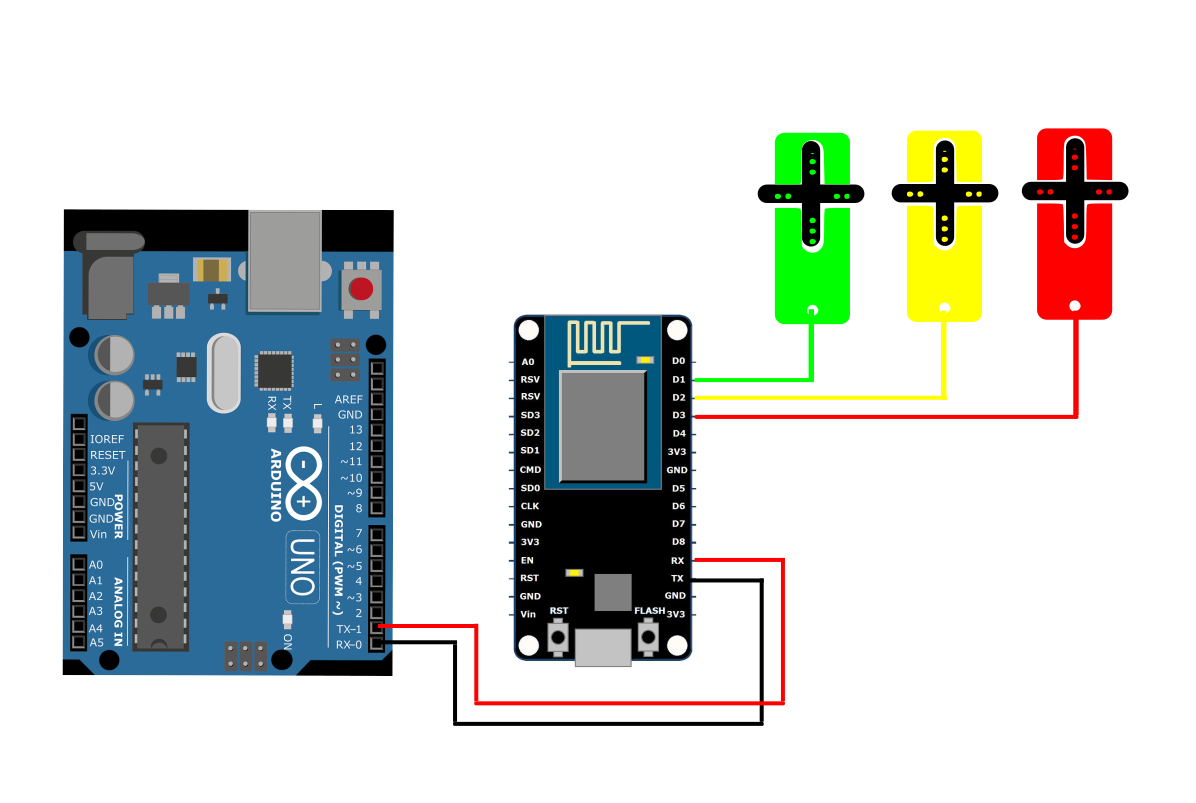 AREF
GND
13
12
~11
~10
~9
8
7
~6
~5
4
~3
2
TX-1
RX-0
RX
TX
L
ARDUINO
UNO
DIGITAL (PWM ~)
ON
IOREF
RESET
3.3V
5V
GND
GND
Vin
POWER
A0
A1
A2
A3
A4
A5
ANALOG IN
A0
RSV
RSV
SD3
SD2
SD1
CMD
SD0
CLK
GND
3V3
EN
RST
GND
Vin
RST
FLASH
D0
D1
D2
D3
D4
3V3
GND
D5
D6
D7
D8
RX
TX
GND
3V3